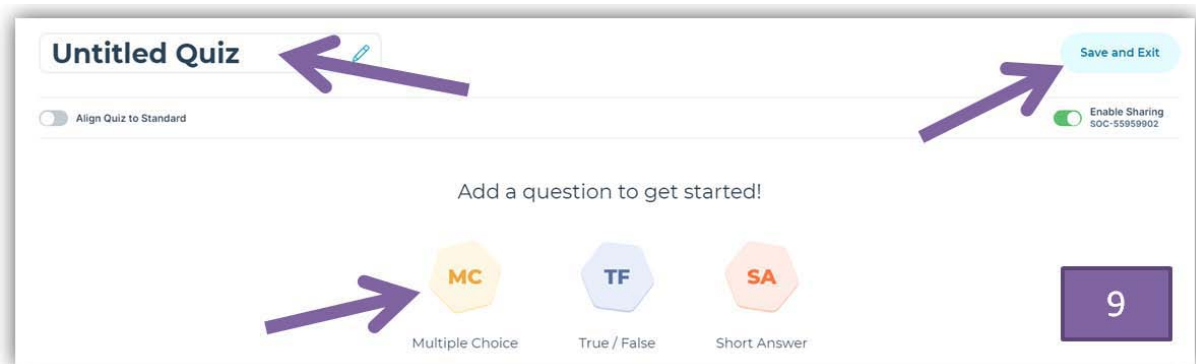 Untitled Quiz
Save and Exit
Align Quiz to Standard
Enable Sharing
SOC-55959902
Add a question to get started!
MC
TF
SA
Multiple Choice
True / False
Short Answer
9